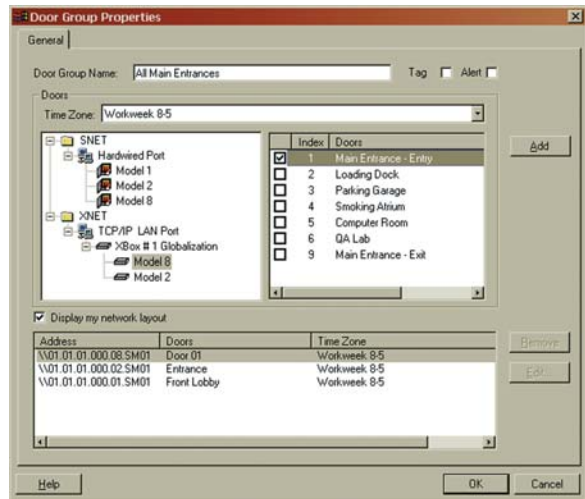 Door Group Properties
General
Door Group Name: All Main Entrances Tag Alert
Doors
Time Zone: Workweek 8-5
SNET
Hardwired Port
Model 1
Model 2
Model 8
XNET
TCP/IP LAN Port
XBox # 1 Globalization
Model 8
Model 2
Index Doors
1 Main Entrance - Entry
2 Loading Dock
3 Parking Garage
4 Smoking Atrium
5 Computer Room
6 QA Lab
9 Main Entrance - Exit
Add
Display my network layout
Address Doors Time Zone
\\01.01.01.000.08.SM01 Door 01 Workweek 8-5
\\01.01.01.000.02.SM01 Entrance Workweek 8-5
\\01.01.01.000.01.SM01 Front Lobby Workweek 8-5
Remove
Edit...
Help OK Cancel